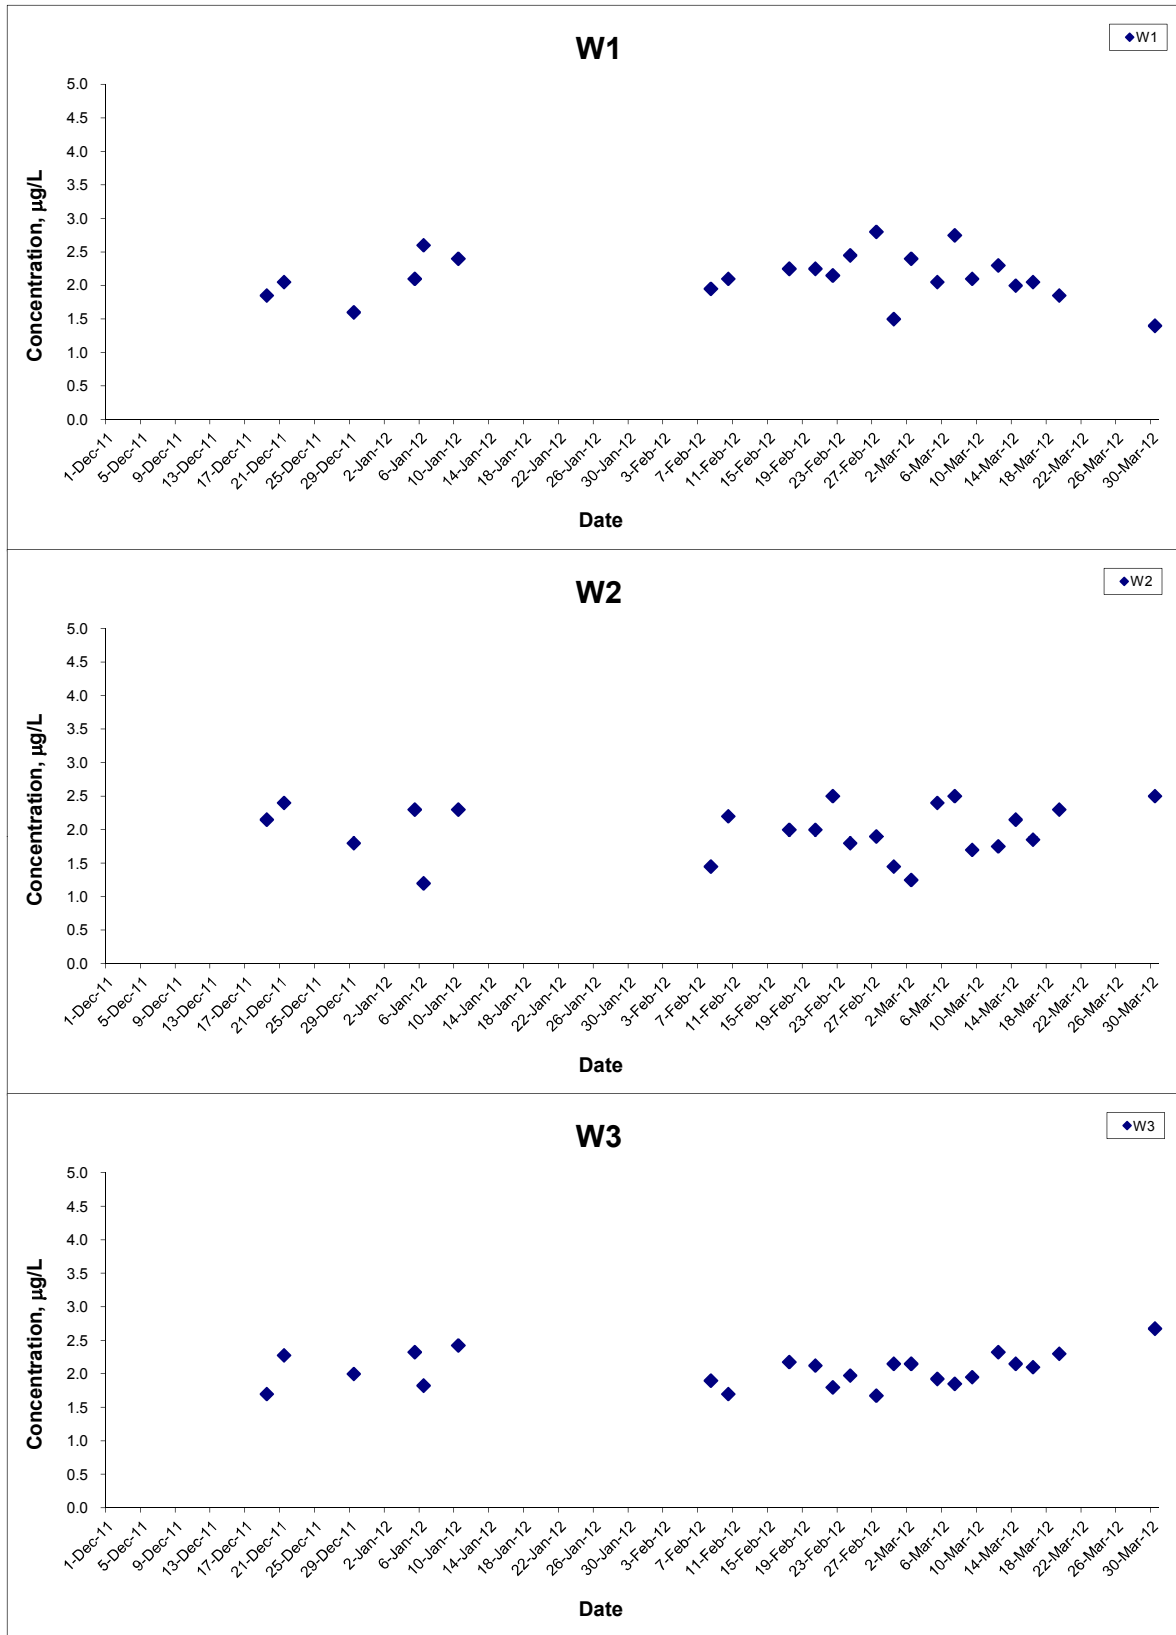 W1
W1
5.0
4.5
4.0
3.5
3.0
2.5
2.0
1.5
1.0
0.5
0.0
Concentration, µg/L
1-Dec-11
5-Dec-11
9-Dec-11
13-Dec-11
17-Dec-11
21-Dec-11
25-Dec-11
29-Dec-11
2-Jan-12
6-Jan-12
10-Jan-12
14-Jan-12
18-Jan-12
22-Jan-12
26-Jan-12
30-Jan-12
3-Feb-12
7-Feb-12
11-Feb-12
15-Feb-12
19-Feb-12
23-Feb-12
27-Feb-12
2-Mar-12
6-Mar-12
10-Mar-12
14-Mar-12
18-Mar-12
22-Mar-12
26-Mar-12
30-Mar-12
Date
W2
W2
5.0
4.5
4.0
3.5
3.0
2.5
2.0
1.5
1.0
0.5
0.0
Concentration, µg/L
1-Dec-11
5-Dec-11
9-Dec-11
13-Dec-11
17-Dec-11
21-Dec-11
25-Dec-11
29-Dec-11
2-Jan-12
6-Jan-12
10-Jan-12
14-Jan-12
18-Jan-12
22-Jan-12
26-Jan-12
30-Jan-12
3-Feb-12
7-Feb-12
11-Feb-12
15-Feb-12
19-Feb-12
23-Feb-12
27-Feb-12
2-Mar-12
6-Mar-12
10-Mar-12
14-Mar-12
18-Mar-12
22-Mar-12
26-Mar-12
30-Mar-12
Date
W3
W3
5.0
4.5
4.0
3.5
3.0
2.5
2.0
1.5
1.0
0.5
0.0
Concentration, µg/L
1-Dec-11
5-Dec-11
9-Dec-11
13-Dec-11
17-Dec-11
21-Dec-11
25-Dec-11
29-Dec-11
2-Jan-12
6-Jan-12
10-Jan-12
14-Jan-12
18-Jan-12
22-Jan-12
26-Jan-12
30-Jan-12
3-Feb-12
7-Feb-12
11-Feb-12
15-Feb-12
19-Feb-12
23-Feb-12
27-Feb-12
2-Mar-12
6-Mar-12
10-Mar-12
14-Mar-12
18-Mar-12
22-Mar-12
26-Mar-12
30-Mar-12
Date